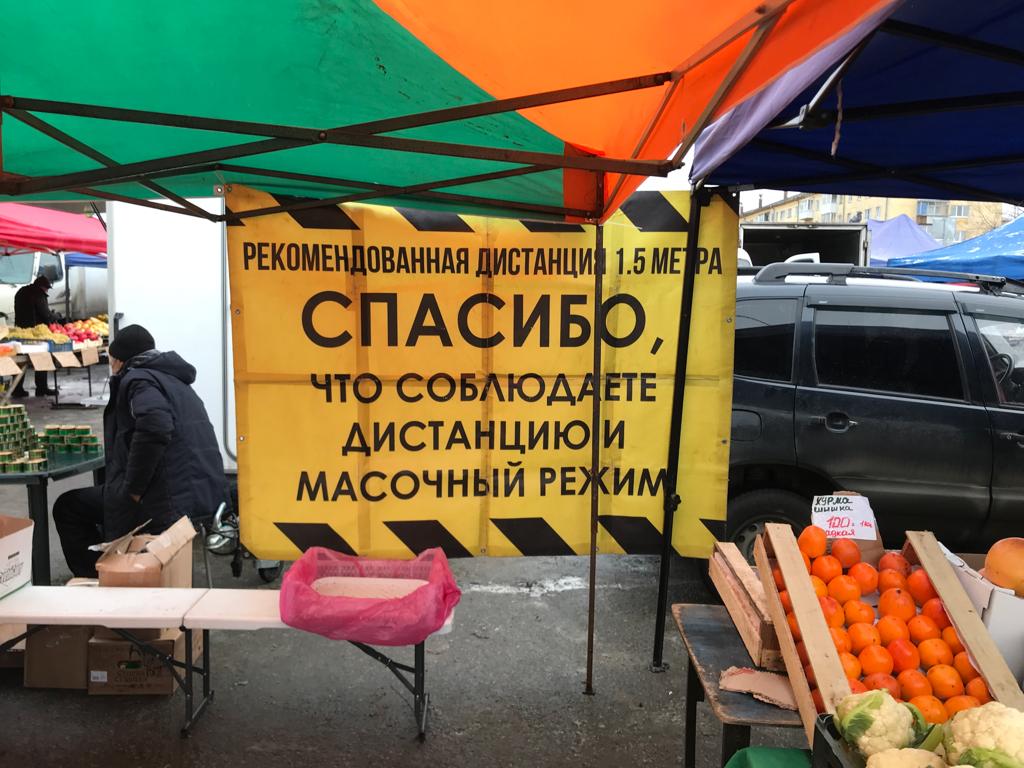 РЕКОМЕНДОВАННАЯ ДИСТАНЦИЯ 1.5 МЕТРА
СПАСИБО,
ЧТО СОБЛЮДАЕТЕ
ДИСТАНЦИЮ И
МАСОЧНЫЙ РЕЖИМ
ХУРМА
100